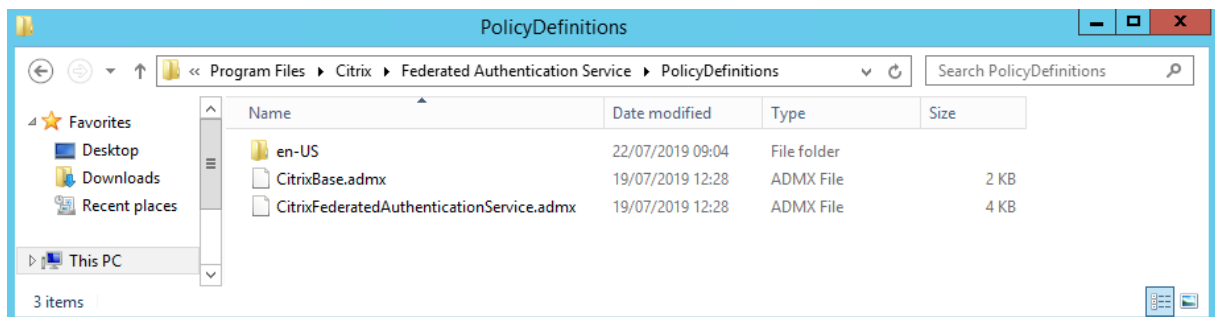 PolicyDefinitions
« Program Files ▸ Citrix ▸ Federated Authentication Service ▸ PolicyDefinitions
Search PolicyDefinitions
Name Date modified Type Size
Favorites
Desktop
Downloads
Recent places
This PC
en-US 22/07/2019 09:04 File folder
CitrixBase.admx 19/07/2019 12:28 ADMX File 2 KB
CitrixFederatedAuthenticationService.admx 19/07/2019 12:28 ADMX File 4 KB
3 items